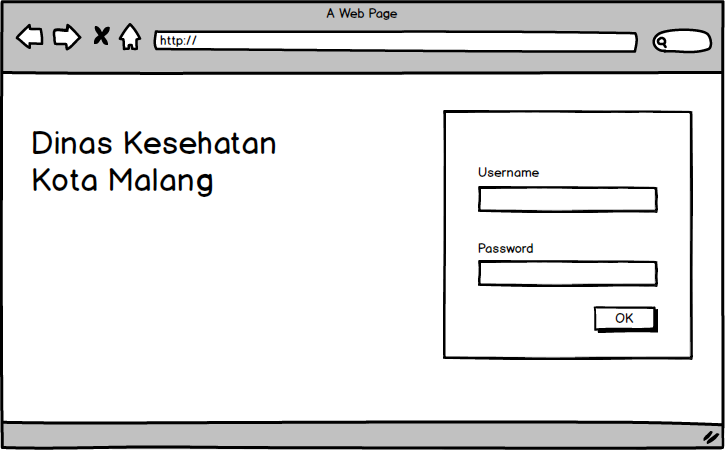 A Web Page
http://
Dinas Kesehatan
Kota Malang
Username
Password
OK